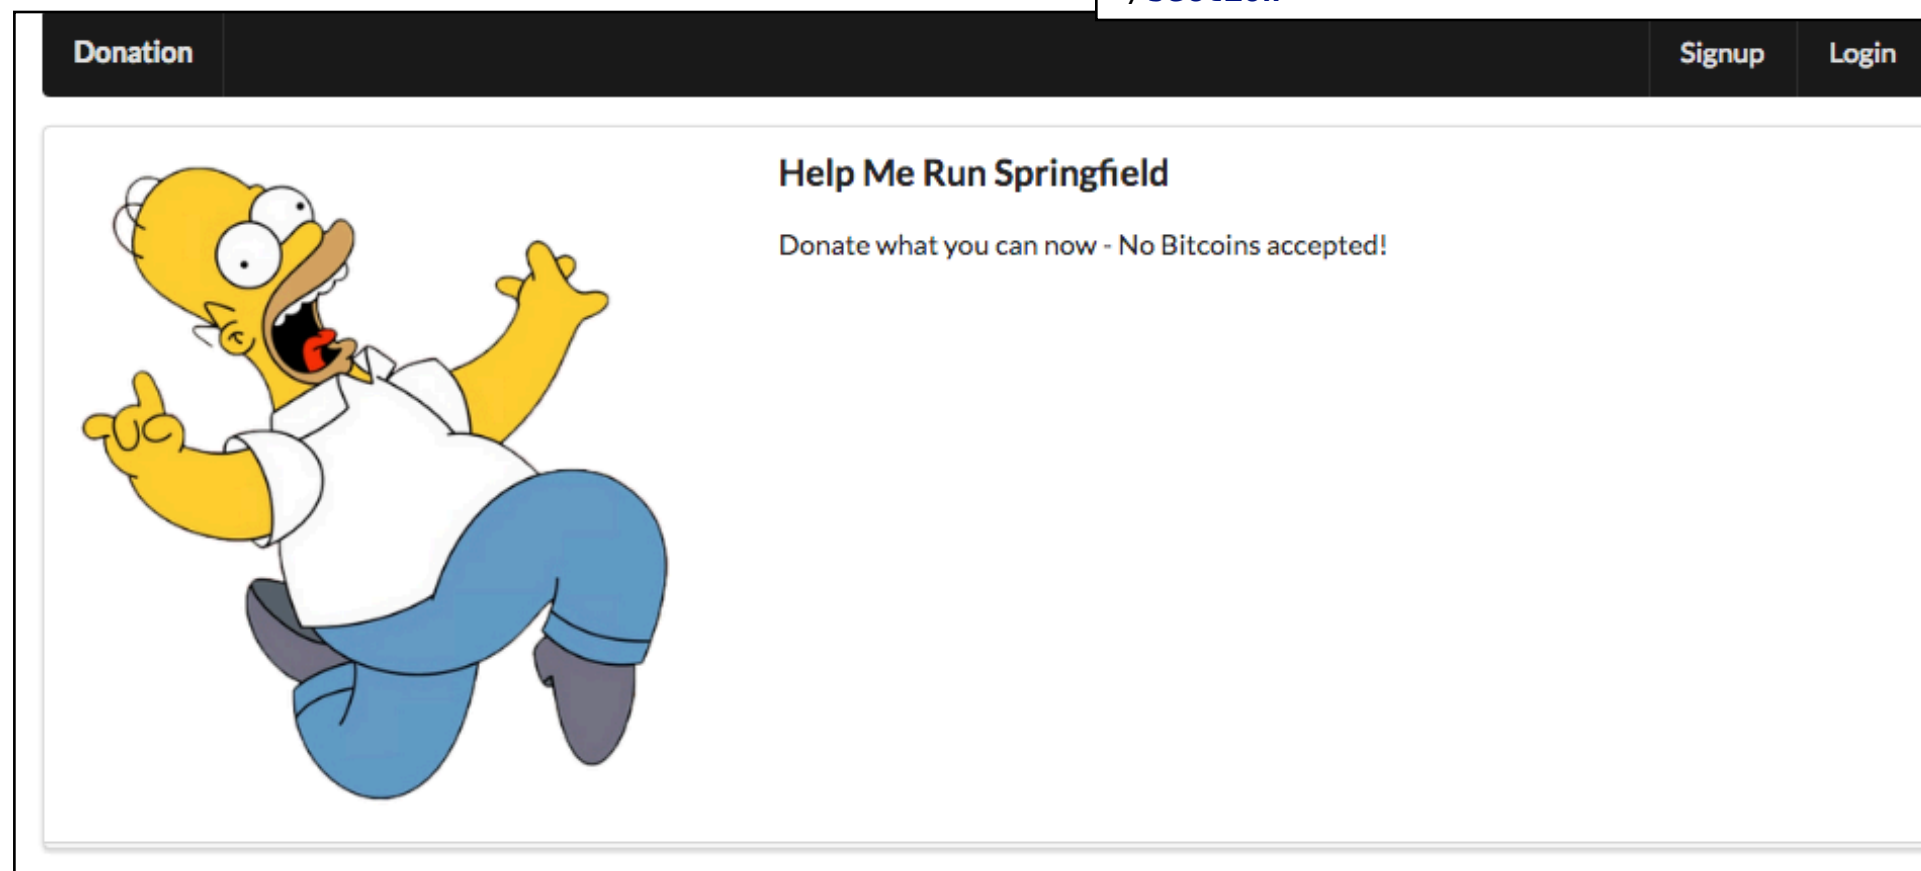 Donation
Signup
Login
Help Me Run Springfield
Donate what you can now - No Bitcoins accepted!